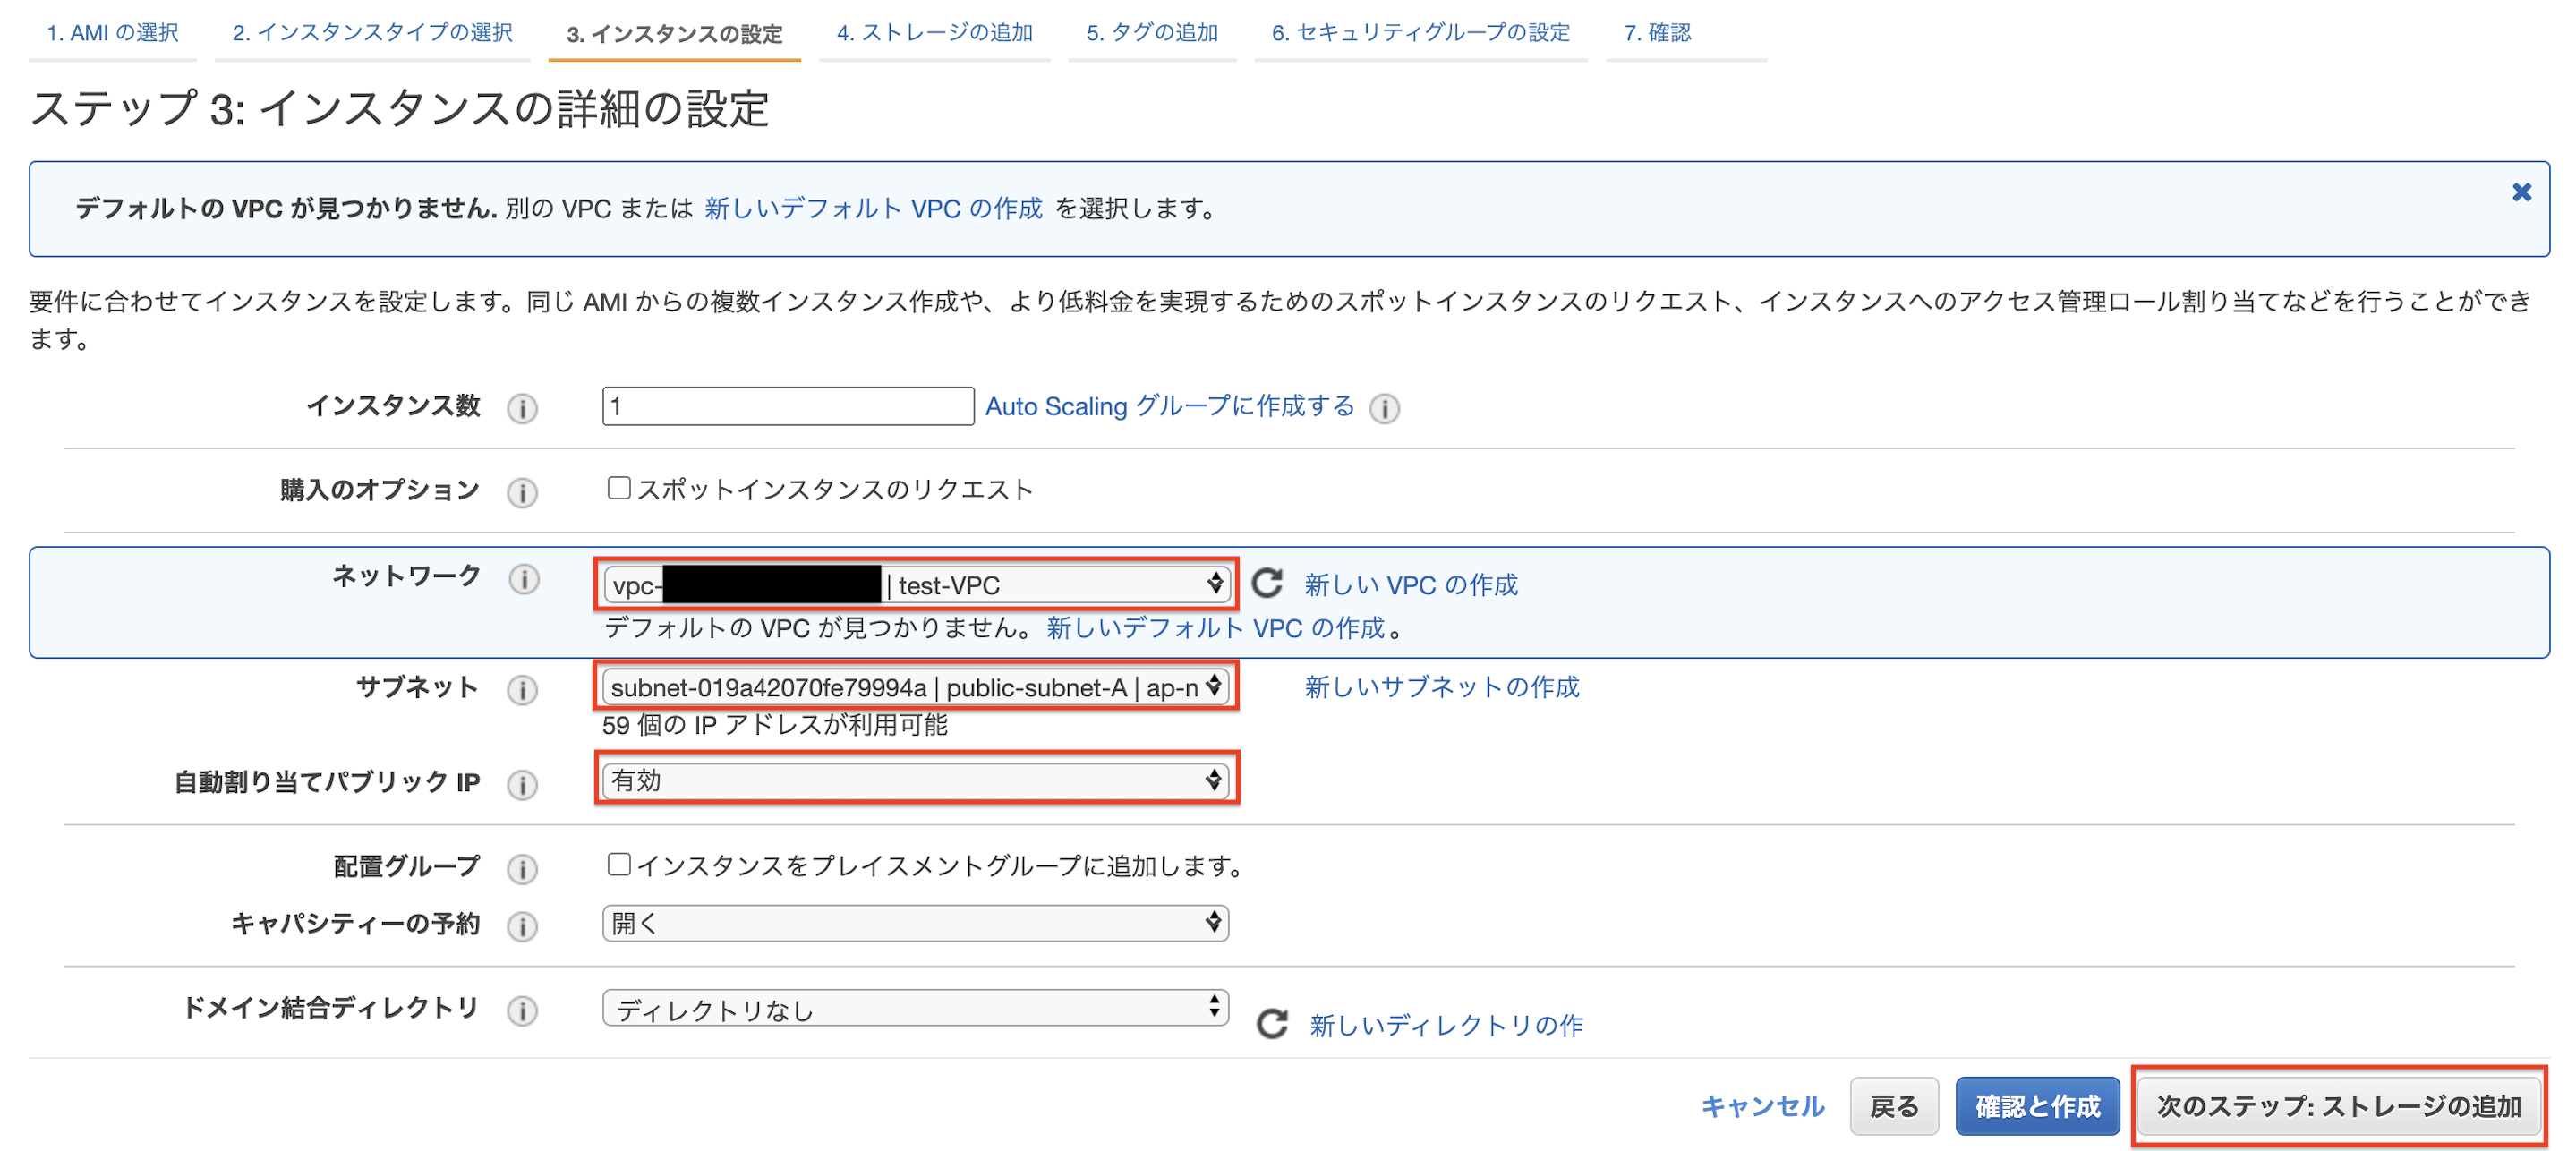 1. AMI の選択
2. インスタンスタイプの選択
3. インスタンスの設定
4. ストレージの追加
5. タグの追加
6. セキュリティグループの設定
7. 確認
ステップ 3: インスタンスの詳細の設定
デフォルトの VPC が見つかりません. 別の VPC または 新しいデフォルト VPC の作成 を選択します。
要件に合わせてインスタンスを設定します。同じ AMI からの複数インスタンス作成や、より低料金を実現するためのスポットインスタンスのリクエスト、インスタンスへのアクセス管理ロール割り当てなどを行うことができ
ます。
インスタンス数 1 Auto Scaling グループに作成する
購入のオプション スポットインスタンスのリクエスト
ネットワーク vpc- | test-VPC 新しい VPC の作成
デフォルトの VPC が見つかりません。 新しいデフォルト VPC の作成。
サブネット subnet-019a42070fe79994a | public-subnet-A | ap-n 新しいサブネットの作成
59 個の IP アドレスが利用可能
自動割り当てパブリック IP 有効
配置グループ インスタンスをプレイスメントグループに追加します。
キャパシティーの予約 開く
ドメイン結合ディレクトリ ディレクトリなし 新しいディレクトリの作
キャンセル 戻る 確認と作成 次のステップ: ストレージの追加